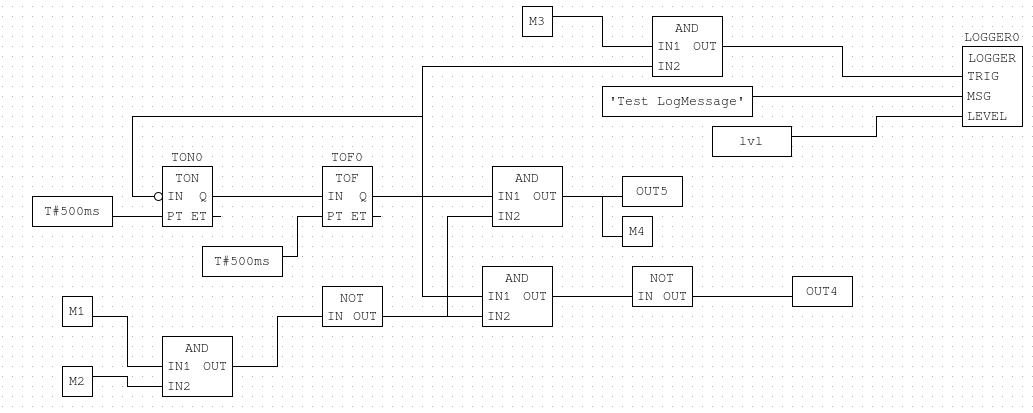 M3
AND
IN1 OUT
IN2
LOGGER0
LOGGER
TRIG
MSG
LEVEL
'Test LogMessage'
lvl
TON0
TON
IN Q
PT ET
T#500ms
TOF0
TOF
IN Q
PT ET
T#500ms
AND
IN1 OUT
IN2
OUT5
M4
AND
IN1 OUT
IN2
NOT
IN OUT
OUT4
M1
NOT
IN OUT
AND
IN1 OUT
IN2
M2